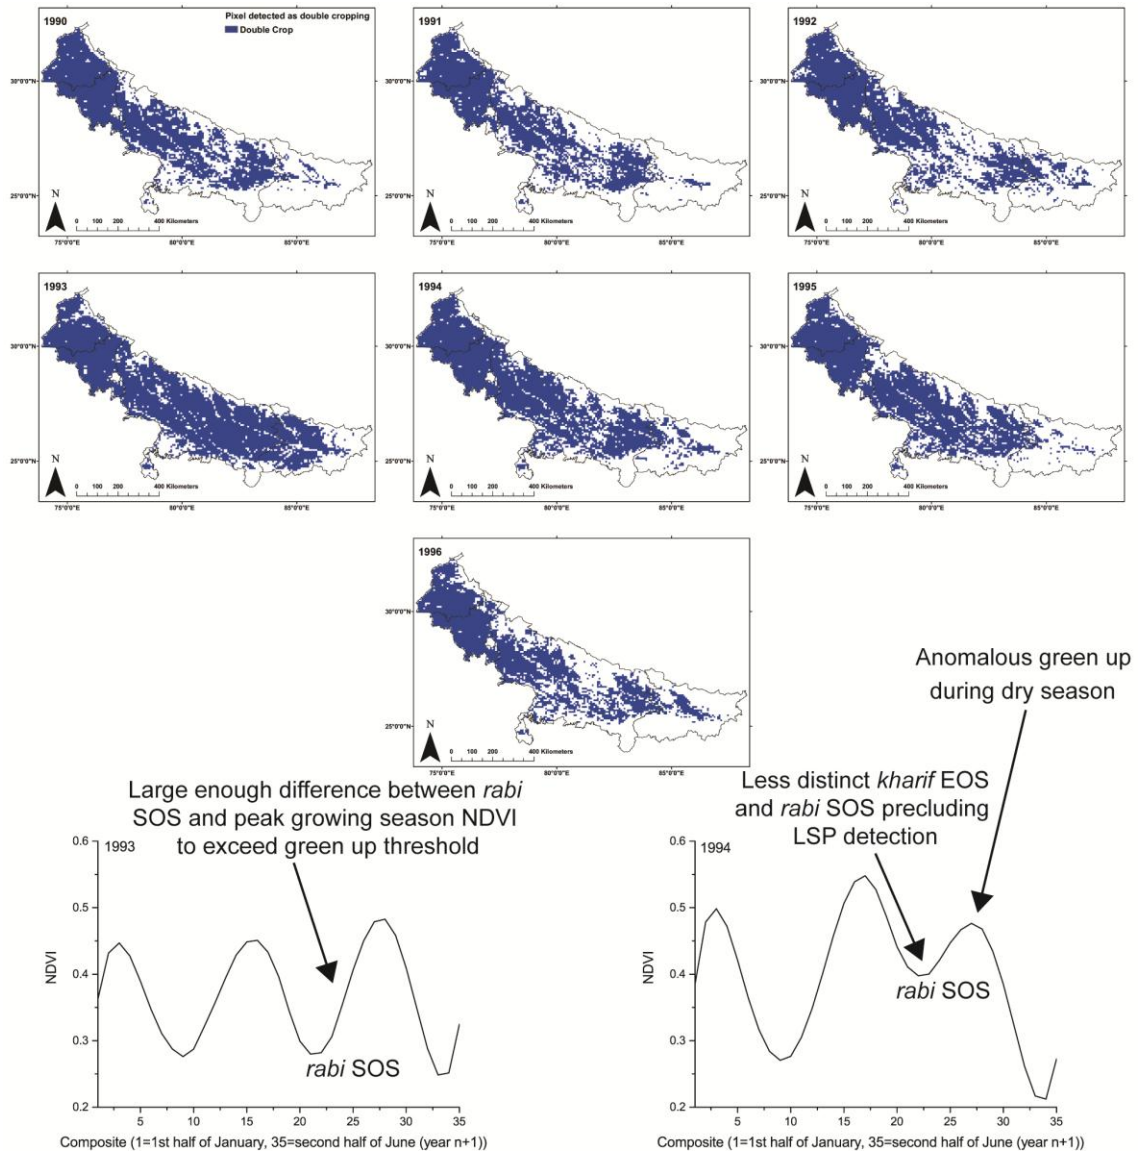 1990
Pixel detected as double cropping
Double Crop
30°0'0"N
25°0'0"N
N
0 100 200 400 Kilometers
75°0'0"E 80°0'0"E 85°0'0"E
1991
N
0 100 200 400 Kilometers
75°0'0"E 80°0'0"E 85°0'0"E
1992
30°0'0"N
25°0'0"N
N
0 100 200 400 Kilometers
75°0'0"E 80°0'0"E 85°0'0"E
1993
30°0'0"N
25°0'0"N
N
0 100 200 400 Kilometers
75°0'0"E 80°0'0"E 85°0'0"E
1994
30°0'0"N
25°0'0"N
N
0 100 200 400 Kilometers
75°0'0"E 80°0'0"E 85°0'0"E
1995
30°0'0"N
25°0'0"N
N
0 100 200 400 Kilometers
75°0'0"E 80°0'0"E 85°0'0"E
1996
30°0'0"N
25°0'0"N
N
0 100 200 400 Kilometers
75°0'0"E 80°0'0"E 85°0'0"E
Large enough difference between rabi
SOS and peak growing season NDVI
to exceed green up threshold
1993
0.6
0.5
0.4
0.3
0.2
NDVI
rabi SOS
5 10 15 20 25 30 35
Composite (1=1st half of January, 35=second half of June (year n+1))
Anomalous green up
during dry season
Less distinct kharif EOS
and rabi SOS precluding
LSP detection
1994
0.6
0.5
0.4
0.3
0.2
NDVI
rabi SOS
5 10 15 20 25 30 35
Composite (1=1st half of January, 35=second half of June (year n+1))